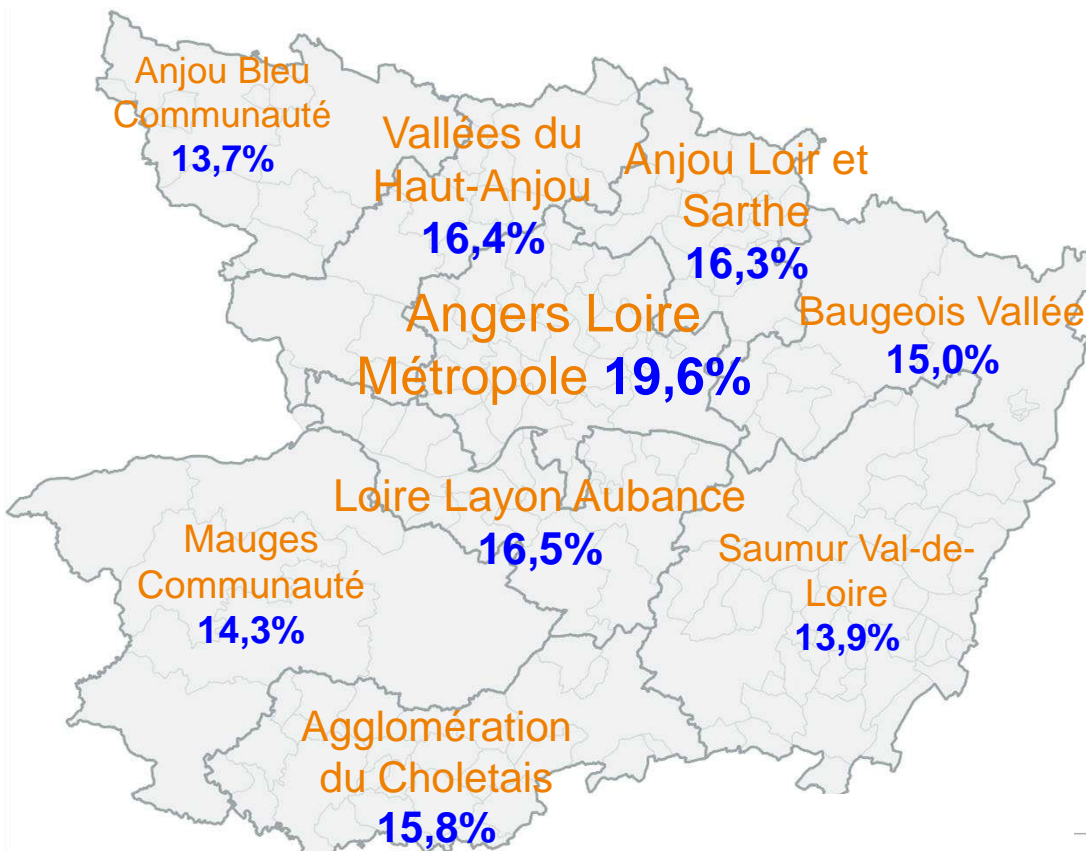 Anjou Bleu
Communauté
13,7%
Vallées du
Haut-Anjou
16,4%
Anjou Loir et
Sarthe
16,3%
Angers Loire
Métropole 19,6%
Baugeois Vallée
15,0%
Loire Layon Aubance
16,5%
Mauges
Communauté
14,3%
Saumur Val-de-
Loire
13,9%
Agglomération
du Choletais
15,8%